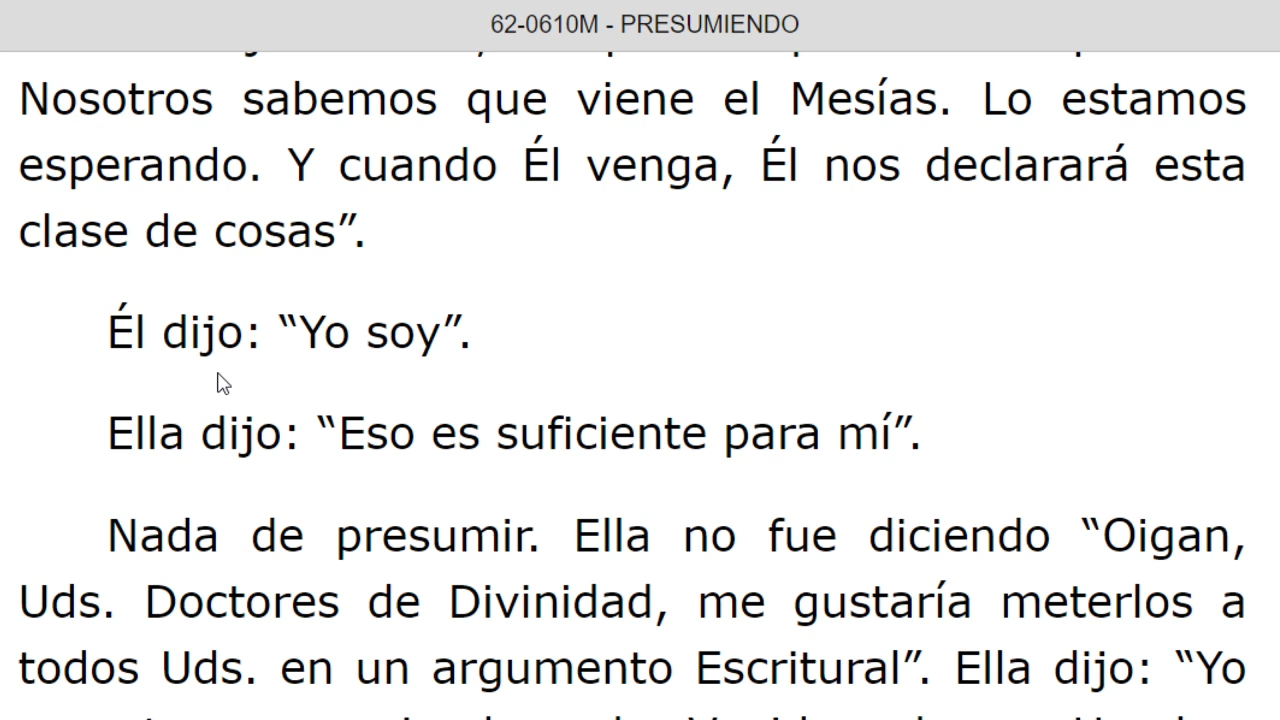 62-0610M - PRESUMIENDO
Nosotros sabemos que viene el Mesías. Lo estamos
esperando. Y cuando Él venga, Él nos declarará esta
clase de cosas”.
Él dijo: “Yo soy”.
Ella dijo: “Eso es suficiente para mí”.
Nada de presumir. Ella no fue diciendo “Oigan,
Uds. Doctores de Divinidad, me gustaría meterlos a
todos Uds. en un argumento Escritural”. Ella dijo: “Yo